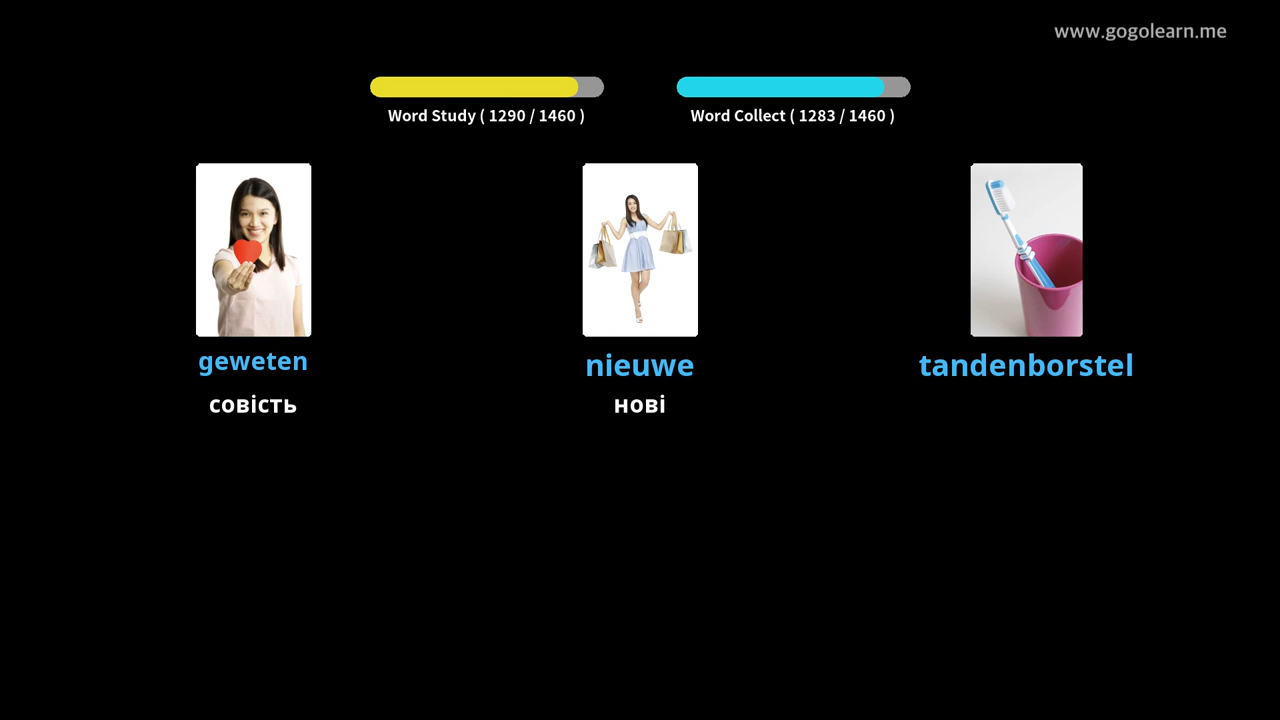 www.gogolearn.me
Word Study ( 1290 / 1460 )
Word Collect ( 1283 / 1460 )
geweten
nieuwe
tandenborstel
совість
нові